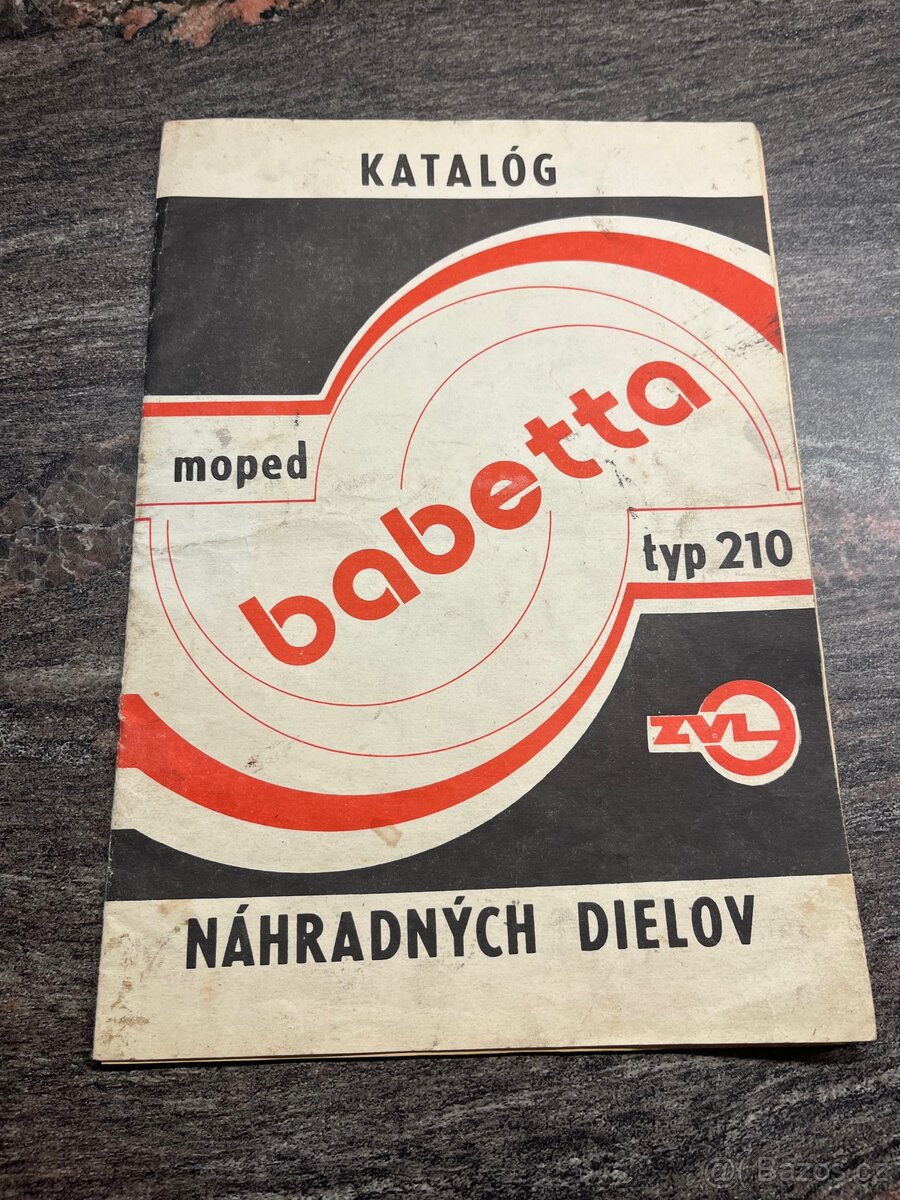 KATALÓG
moped
babetta
typ 210
ZVL
NÁHRADNÝCH DIELOV
@f Bazos.cz